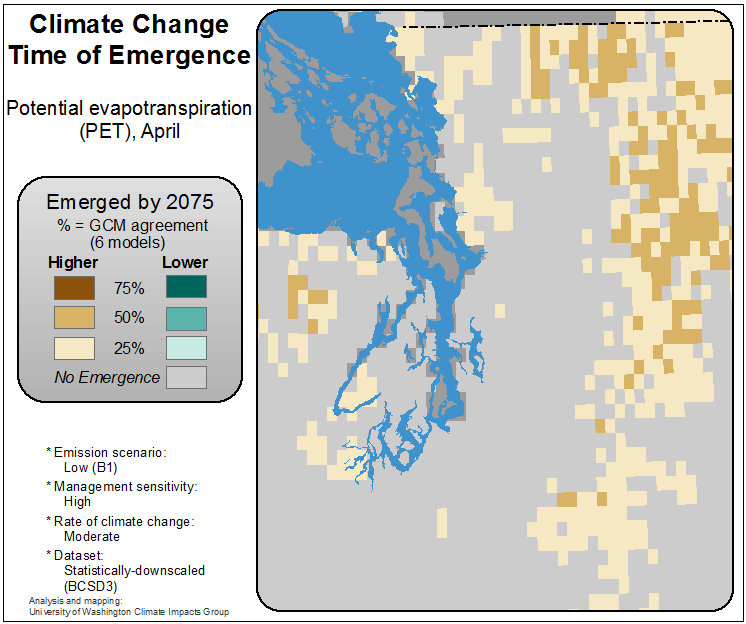 Climate Change
Time of Emergence
Potential evapotranspiration
(PET), April
Emerged by 2075
% = GCM agreement
(6 models)
Higher Lower
75%
50%
25%
No Emergence
* Emission scenario:
Low (B1)
* Management sensitivity:
High
* Rate of climate change:
Moderate
* Dataset:
Statistically-downscaled
(BCSD3)
Analysis and mapping:
University of Washington Climate Impacts Group